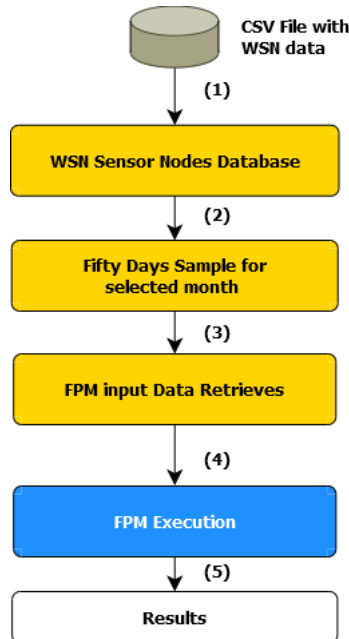 CSV File with
WSN data
(1)
WSN Sensor Nodes Database
(2)
Fifty Days Sample for
selected month
(3)
FPM input Data Retrieves
(4)
FPM Execution
(5)
Results